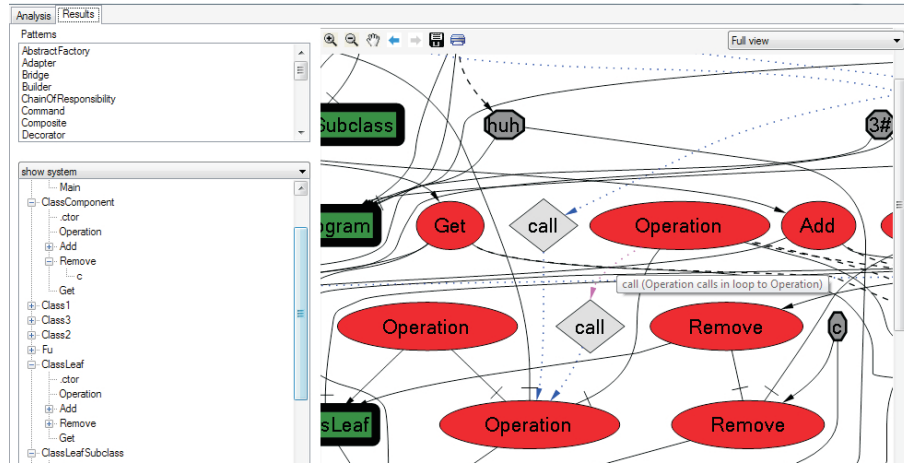 Analysis Results
Patterns
AbstractFactory
Adapter
Bridge
Builder
ChainOfResponsibility
Command
Composite
Decorator
show system
Main
ClassComponent
.ctor
Operation
Add
Remove
c
Get
Class1
Class3
Class2
Fu
ClassLeaf
.ctor
Operation
Add
Remove
Get
ClassLeafSubclass
Full view
Subclass huh 3#
ogram Get call Operation Add
call (Operation calls in loop to Operation)
Operation call Remove c
sLeaf Operation Remove